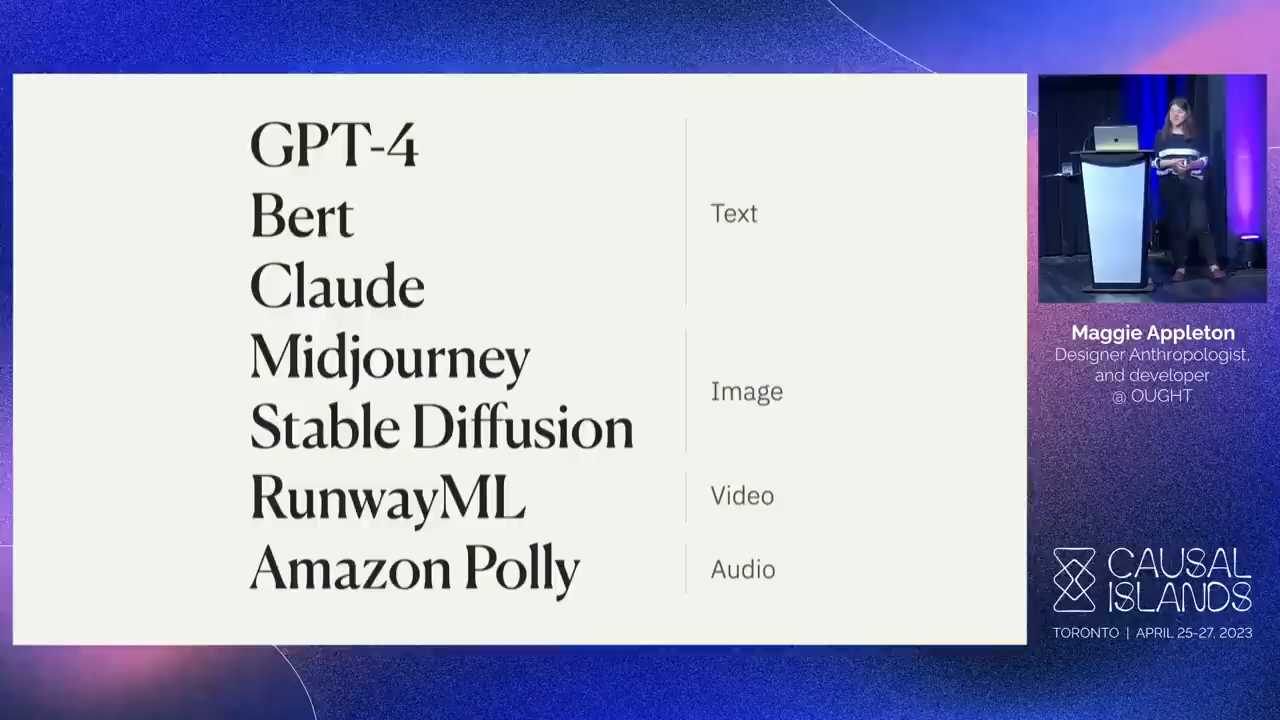 GPT-4
Bert
Claude
Text
Midjourney
Stable Diffusion
Image
RunwayML
Video
Amazon Polly
Audio
Maggie Appleton
Designer Anthropologist,
and developer
@ OUGHT
CAUSAL
ISLANDS
TORONTO | APRIL 25-27, 2023